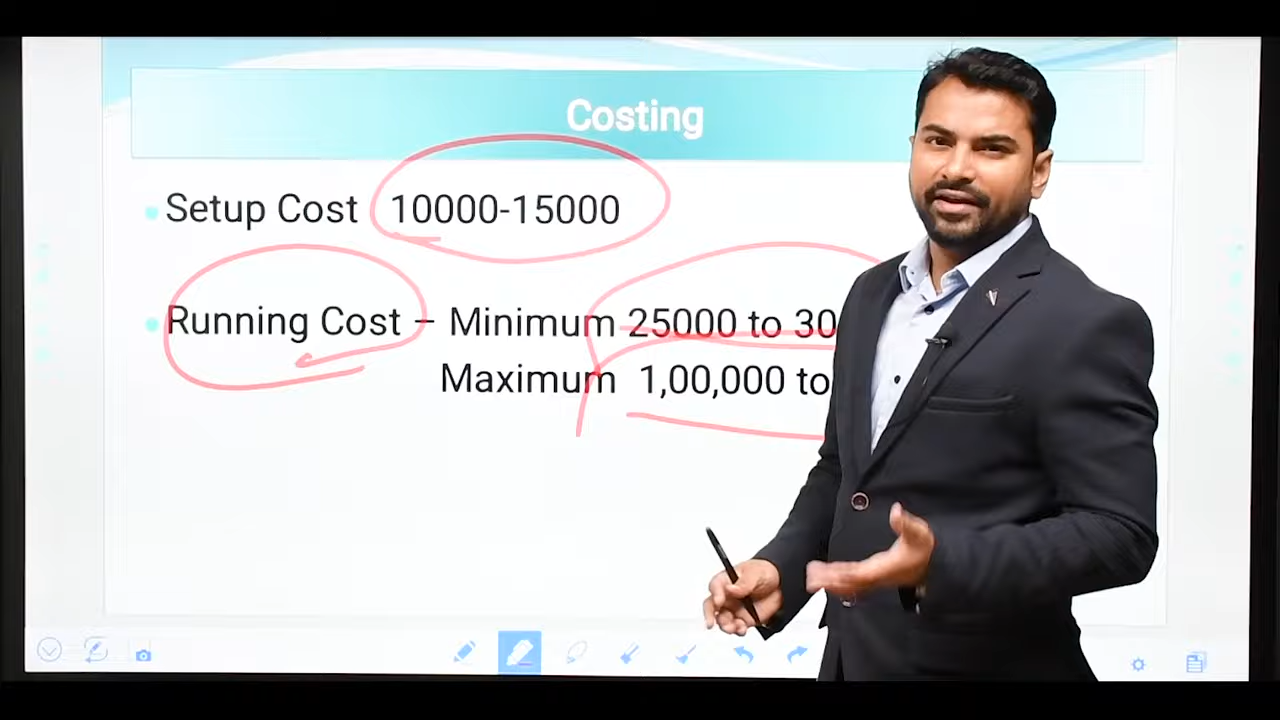 Costing
Setup Cost 10000-15000
Running Cost – Minimum 25000 to 30
Maximum 1,00,000 to